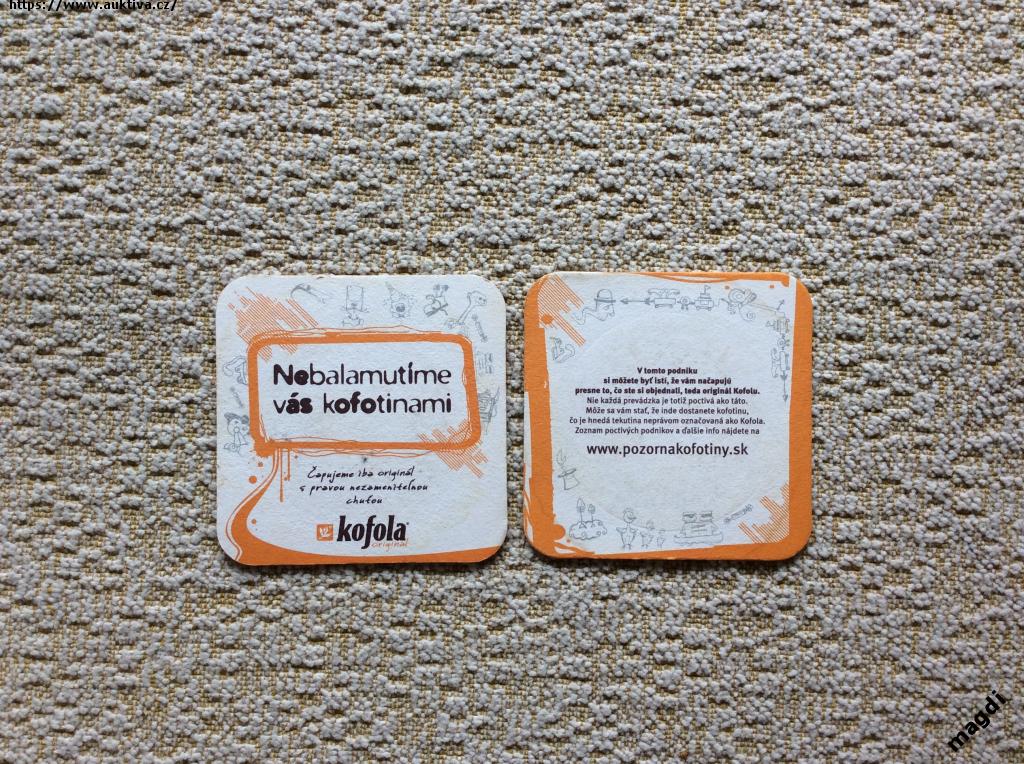 https://www.auktiva.cz/
Nebalamutíme
vás kofotinami
Čapujeme iba originál
s pravou nezameniteľnou
chuťou
kofola
originál
V tomto podniku
si môžete byť istí, že vám načapujú
presne to, čo ste si objednali, teda originál Kofolu.
Nie každá prevádzka je totiž poctivá ako táto.
Môže sa vám stať, že inde dostanete kofotinu,
čo je hnedá tekutina neprávom označovaná ako Kofola.
Zoznam poctivých podnikov a ďalšie info nájdete na
www.pozornakofotiny.sk
magdi